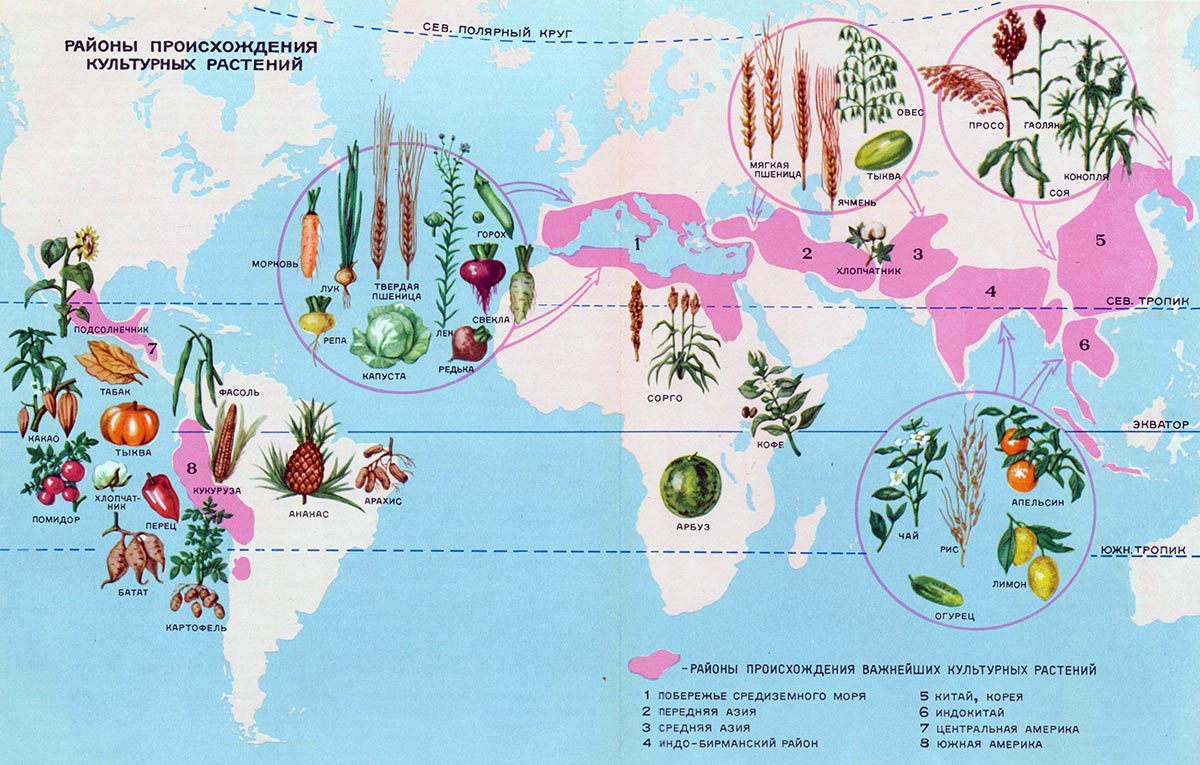 РАЙОНЫ ПРОИСХОЖДЕНИЯ
КУЛЬТУРНЫХ РАСТЕНИЙ
СЕВ. ПОЛЯРНЫЙ КРУГ
МЯГКАЯ
ПШЕНИЦА
ОВЕС
ТЫКВА
ЯЧМЕНЬ
ПРОСО
ГАОЛЯН
КОНОПЛЯ
СОЯ
МОРКОВЬ
ЛУК
ТВЕРДАЯ
ПШЕНИЦА
ГОРОХ
ЛЕН
СВЕКЛА
РЕПА
КАПУСТА
РЕДЬКА
1
2
3
ХЛОПЧАТНИК
4
5
6
СЕВ. ТРОПИК
ПОДСОЛНЕЧНИК
7
ТАБАК
ФАСОЛЬ
КАКАО
ТЫКВА
8
КУКУРУЗА
АНАНАС
АРАХИС
ПОМИДОР
ХЛОПЧАТ-
НИК
ПЕРЕЦ
БАТАТ
КАРТОФЕЛЬ
СОРГО
КОФЕ
АРБУЗ
ЭКВАТОР
ЧАЙ
РИС
АПЕЛЬСИН
ЛИМОН
ОГУРЕЦ
ЮЖН. ТРОПИК
-РАЙОНЫ ПРОИСХОЖДЕНИЯ ВАЖНЕЙШИХ КУЛЬТУРНЫХ РАСТЕНИЙ
1 ПОБЕРЕЖЬЕ СРЕДИЗЕМНОГО МОРЯ
2 ПЕРЕДНЯЯ АЗИЯ
3 СРЕДНЯЯ АЗИЯ
4 ИНДО-БИРМАНСКИЙ РАЙОН
5 КИТАЙ, КОРЕЯ
6 ИНДОКИТАЙ
7 ЦЕНТРАЛЬНАЯ АМЕРИКА
8 ЮЖНАЯ АМЕРИКА